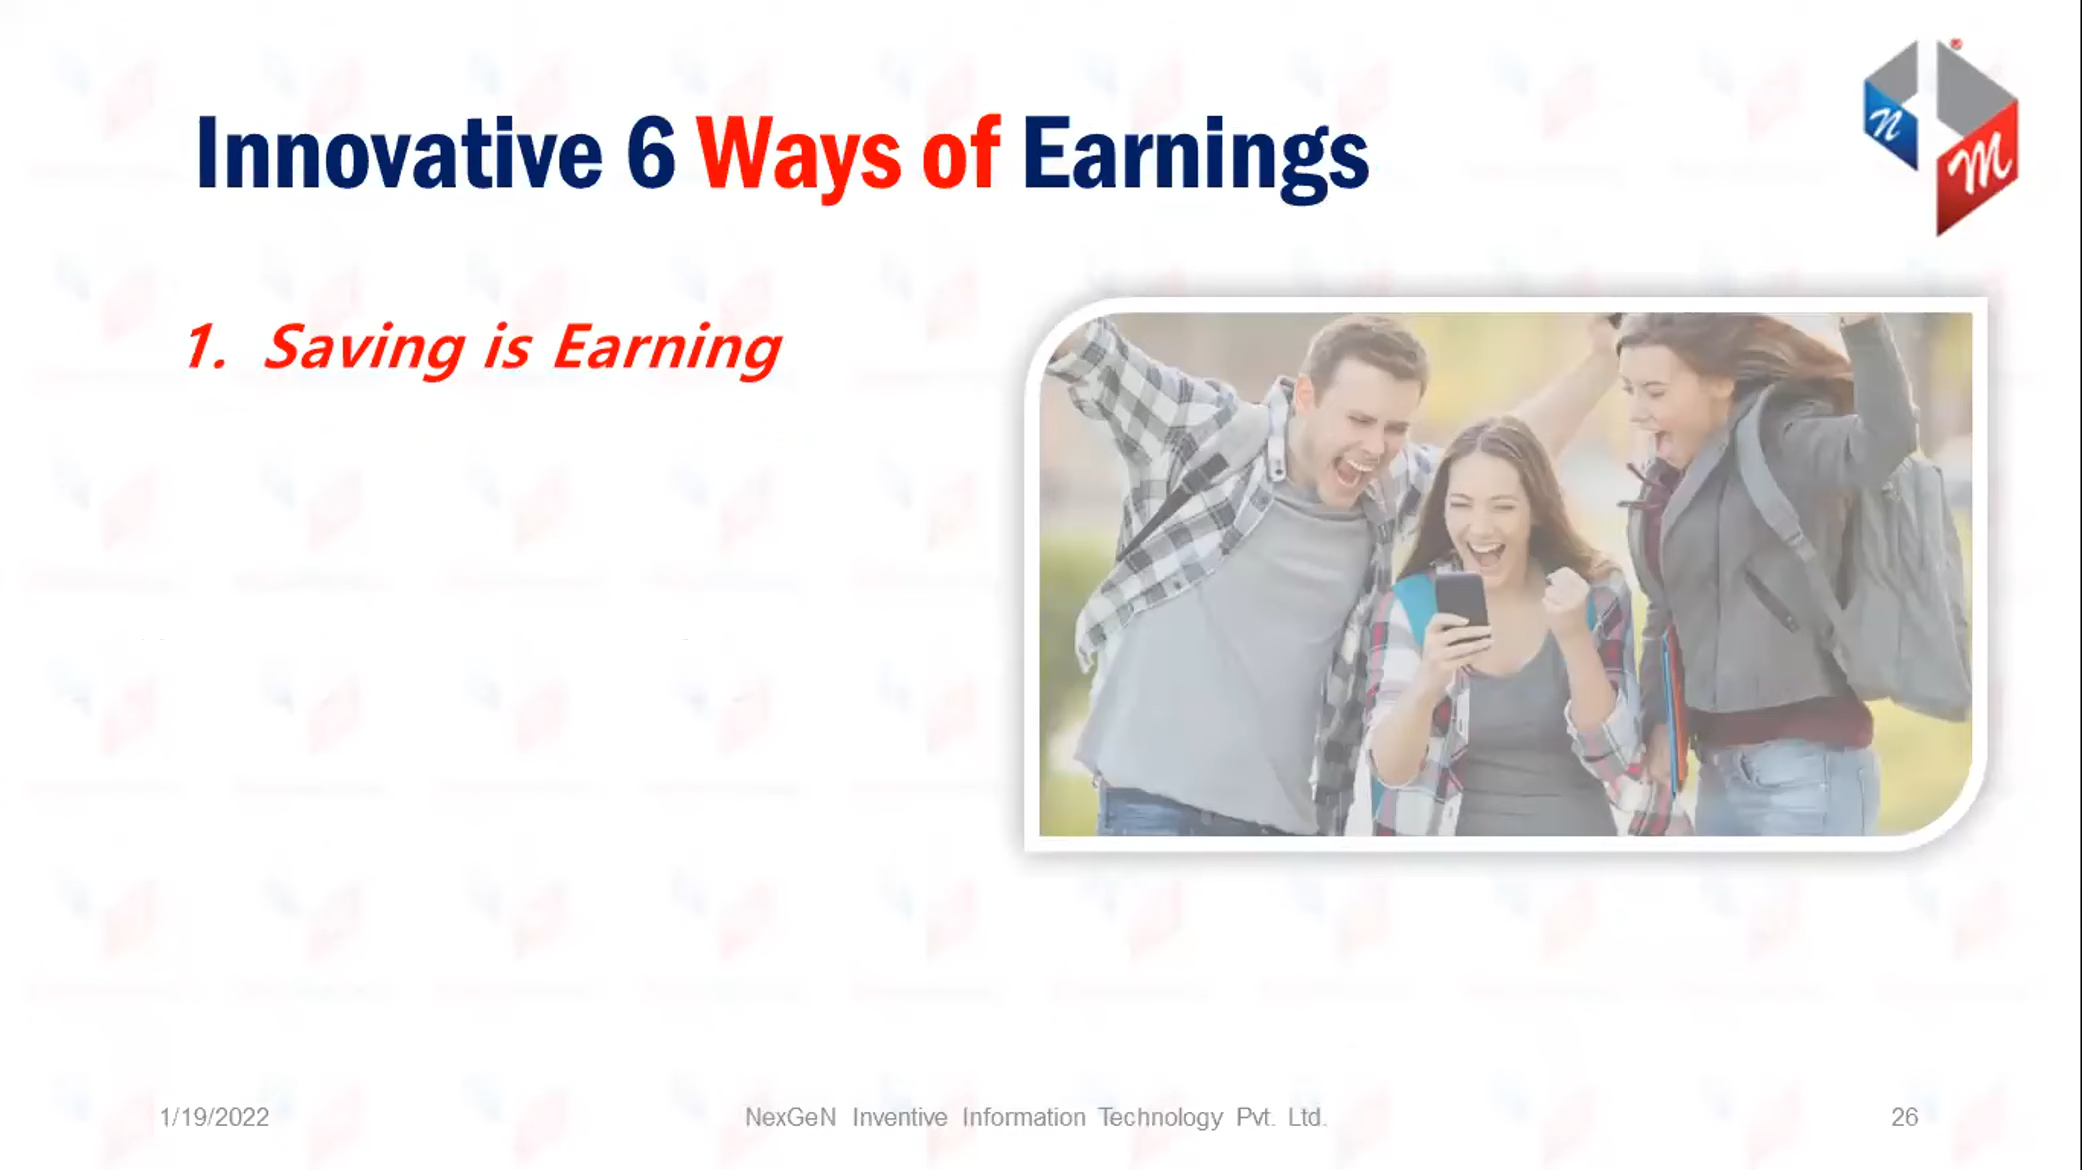 Innovative 6 Ways of Earnings
n
M
1. Saving is Earning
1/19/2022
NexGeN Inventive Information Technology Pvt. Ltd.
26